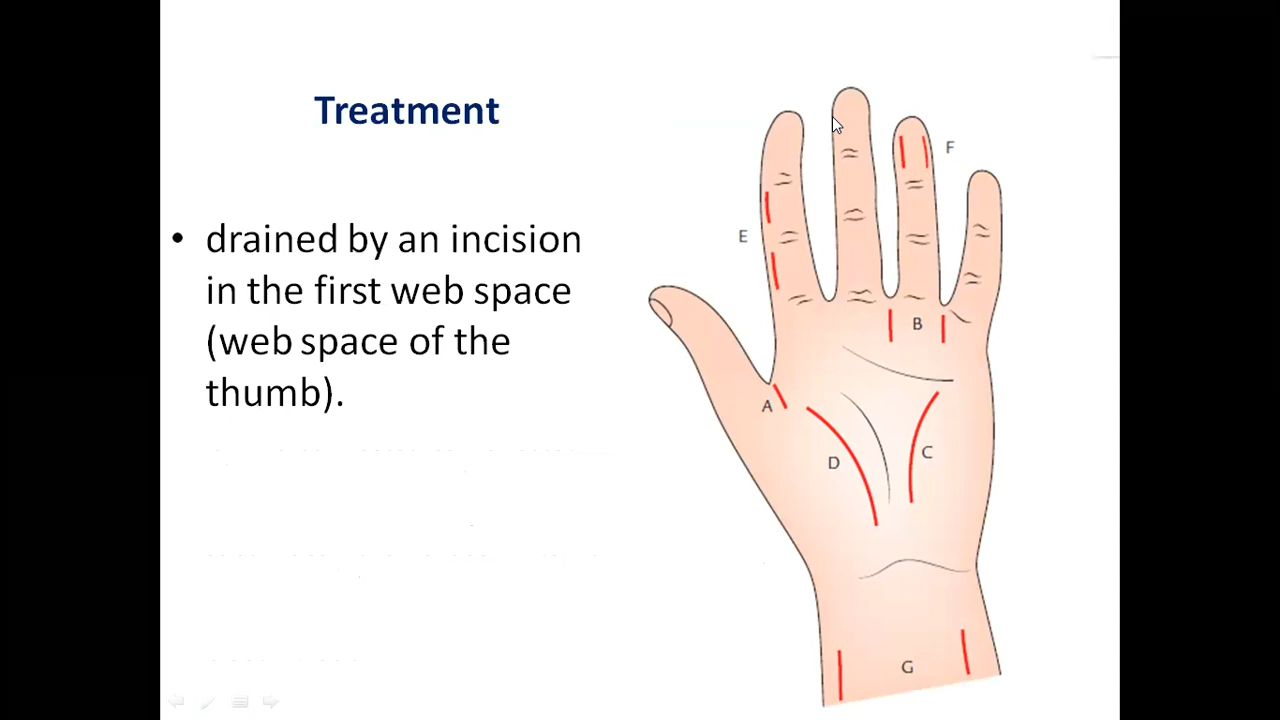 Treatment
• drained by an incision
in the first web space
(web space of the
thumb).
F
E
B
A
D
C
G